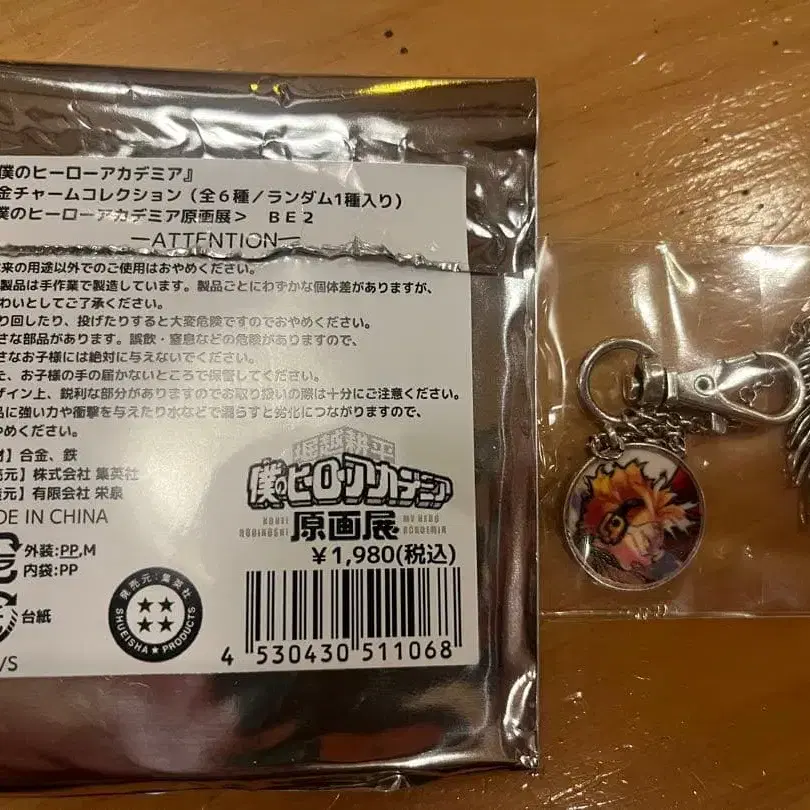 僕のヒーローアカデミア』
金チャームコレクション（全６種／ランダム1種入り）
僕のヒーローアカデミア原画展＞　ＢＥ２
—ATTENTION—
来の用途以外でのご使用はおやめください。
製品は手作業で製造しています。製品ごとにわずかな個体差がありますが、
わいとしてご了承ください。
り回したり、投げたりすると大変危険ですのでおやめください。
さな部品があります。誤飲・窒息などの危険がありますので、
さなお子様には絶対に与えないでください。
た、お子様の手の届かないところで保管してください。
ザイン上、鋭利な部分がありますのでお取り扱いの際は十分にご注意ください。
品に強い力や衝撃を与えたり水などで濡らすと劣化につながりますので、
やめください。
材】合金、鉄
売元】株式会社 集英社
造元】有限会社 栄泉
DE IN CHINA
外装:PP,M
内袋:PP
台紙
/S
発売元：集英社
SHUEISHA★PRODUCTS
堀越耕平
僕のヒーローアカデミア
KOHEI
HORIKOSHI
原画展
MY HERO
ACADEMIA
￥1,980(税込)
4 530430 511068